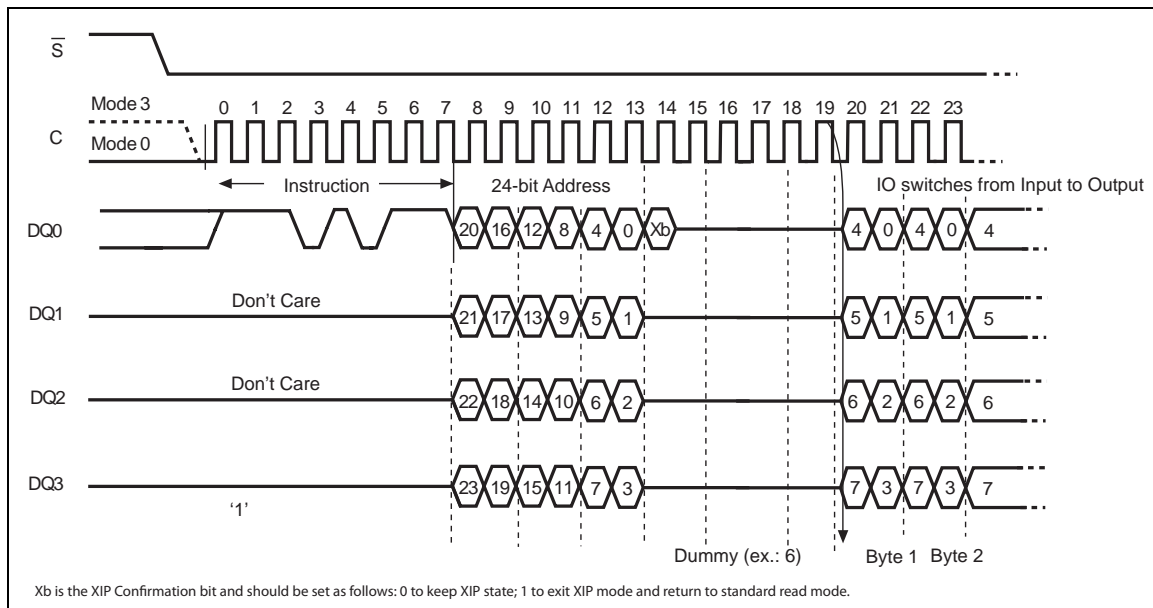 S
Mode 3
0 1 2 3 4 5 6 7 8 9 10 11 12 13 14 15 16 17 18 19 20 21 22 23
C
Mode 0
Instruction 24-bit Address IO switches from Input to Output
DQ0 20 16 12 8 4 0 Xb 4 0 4 0 4
Don't Care
DQ1 21 17 13 9 5 1 5 1 5 1 5
Don't Care
DQ2 22 18 14 10 6 2 6 2 6 2 6
DQ3 23 19 15 11 7 3 7 3 7 3 7
‘1’
Dummy (ex.: 6) Byte 1 Byte 2
Xb is the XIP Confirmation bit and should be set as follows: 0 to keep XIP state; 1 to exit XIP mode and return to standard read mode.